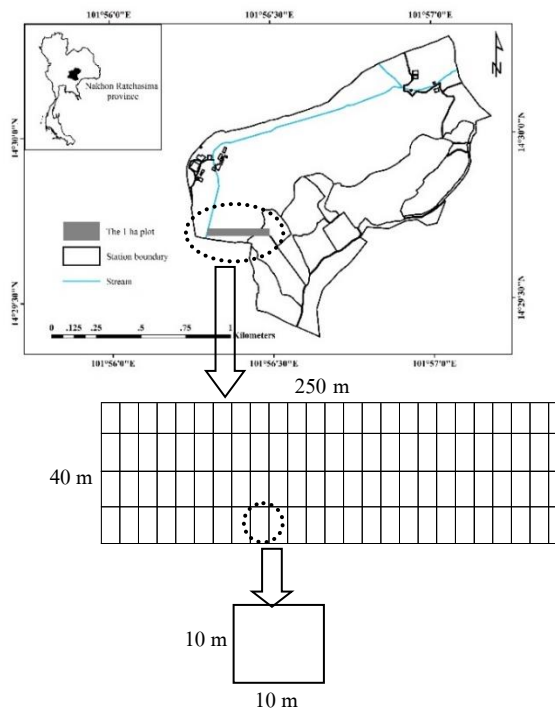 101°56'0"E 101°56'30"E 101°57'0"E
Nakhon Ratchasima
province
Z
14°30'0"N 14°30'0"N
The 1 ha plot
Station boundary
Stream
14°29'30"N 14°29'30"N
0 .125 .25 .5 .75 1
Kilometers
101°56'0"E 101°56'30"E 101°57'0"E
250 m
40 m
10 m
10 m